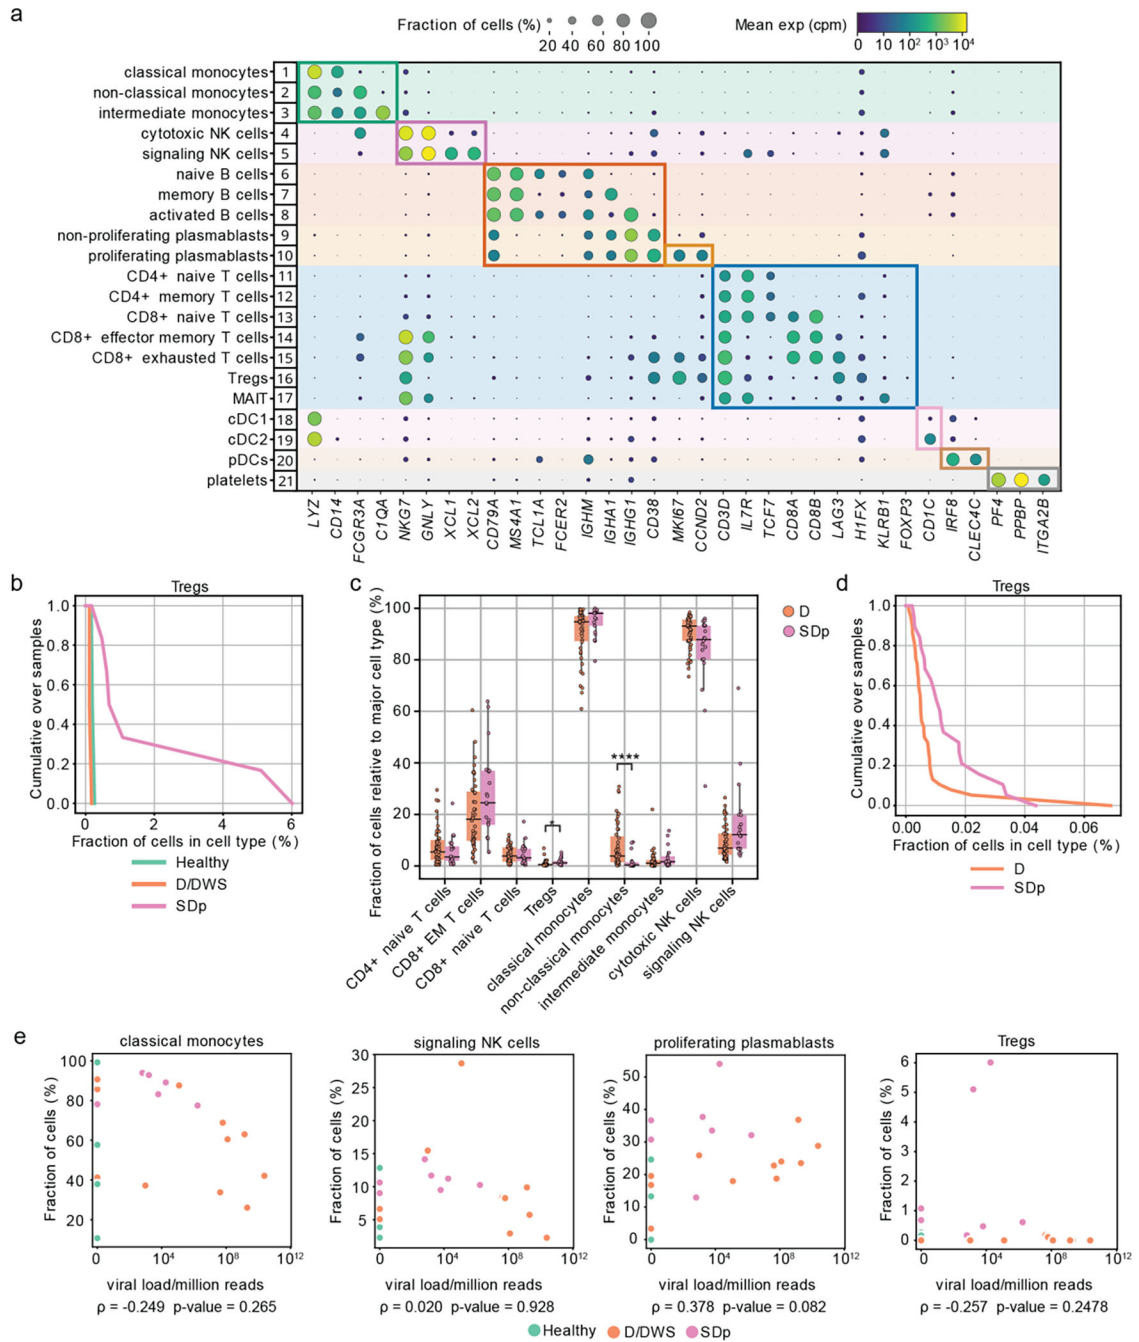 a
Fraction of cells (%)
20 40 60 80 100
Mean exp (cpm)
0 10 10² 10³ 10⁴
classical monocytes 1
non-classical monocytes 2
intermediate monocytes 3
cytotoxic NK cells 4
signaling NK cells 5
naive B cells 6
memory B cells 7
activated B cells 8
non-proliferating plasmablasts 9
proliferating plasmablasts 10
CD4+ naive T cells 11
CD4+ memory T cells 12
CD8+ naive T cells 13
CD8+ effector memory T cells 14
CD8+ exhausted T cells 15
Tregs 16
MAIT 17
cDC1 18
cDC2 19
pDCs 20
platelets 21
LYZ CD14 FCGR3A C1QA NKG7 GNLY XCL1 XCL2 CD79A MS4A1 TCL1A FCER2 IGHM IGHA1 IGHG1 CD38 MKI67 CCND2 CD3D IL7R TCF7 CD8A CD8B LAG3 H1FX KLRB1 FOXP3 CD1C IRF8 CLEC4C PF4 PPBP ITGA2B
b
Tregs
Cumulative over samples
1.0
0.8
0.6
0.4
0.2
0.0
0 2 4 6
Fraction of cells in cell type (%)
Healthy
D/DWS
SDp
c
Fraction of cells relative to major cell type (%)
100
80
60
40
20
0
****
*
CD4+ naive T cells
CD8+ EM T cells
CD8+ naive T cells
Tregs
classical monocytes
non-classical monocytes
intermediate monocytes
cytotoxic NK cells
signaling NK cells
D
SDp
d
Tregs
Cumulative over samples
1.0
0.8
0.6
0.4
0.2
0.0
0.00 0.02 0.04 0.06
Fraction of cells in cell type (%)
D
SDp
e
classical monocytes
Fraction of cells (%)
100
80
60
40
20
0 10⁴ 10⁹ 10¹²
viral load/million reads
ρ = -0.249 p-value = 0.265
signaling NK cells
Fraction of cells (%)
30
25
20
15
10
5
0 10⁴ 10⁸ 10¹²
viral load/million reads
ρ = 0.020 p-value = 0.928
proliferating plasmablasts
Fraction of cells (%)
50
40
30
20
10
0
0 10⁴ 10⁸ 10¹²
viral load/million reads
ρ = 0.378 p-value = 0.082
Tregs
Fraction of cells (%)
6
5
4
3
2
1
0
0 10⁴ 10⁸ 10¹²
viral load/million reads
ρ = -0.257 p-value = 0.2478
Healthy D/DWS SDp